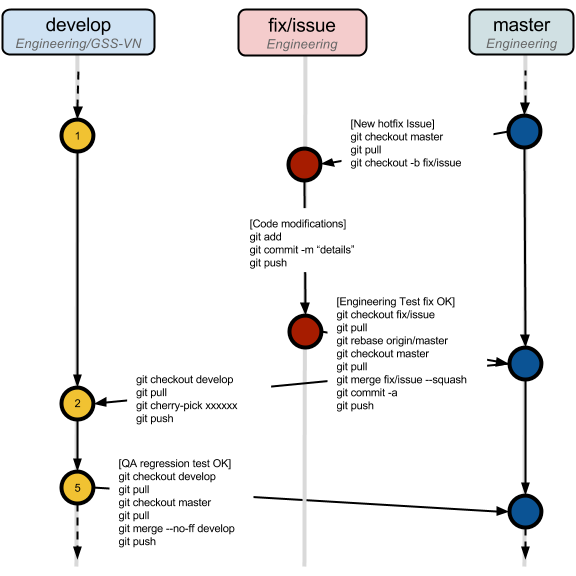 develop
Engineering/GSS-VN
fix/issue
Engineering
master
Engineering
1
[New hotfix Issue]
git checkout master
git pull
git checkout -b fix/issue
[Code modifications]
git add
git commit -m “details”
git push
[Engineering Test fix OK]
git checkout fix/issue
git pull
git rebase origin/master
git checkout master
git pull
git merge fix/issue --squash
git commit -a
git push
2
git checkout develop
git pull
git cherry-pick xxxxxx
git push
5
[QA regression test OK]
git checkout develop
git pull
git checkout master
git pull
git merge --no-ff develop
git push